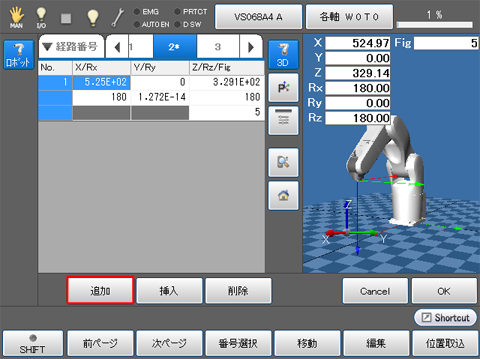 MAN
I/O
EMG
PRTCT
AUTO EN
D SW
VS068A4 A
各軸 W0T0
1 %
ロボット
▼ 経路番号
1
2*
3
No.
X/Rx
Y/Ry
Z/Rz/Fig
1
5.25E+02
0
3.291E+02
180
1.272E-14
180
5
3D
P:
X
524.97
Fig
5
Y
0.00
Z
329.14
Rx
180.00
Ry
0.00
Rz
180.00
Z
X
Y
追加
挿入
削除
Cancel
OK
Shortcut
SHIFT
前ページ
次ページ
番号選択
移動
編集
位置取込